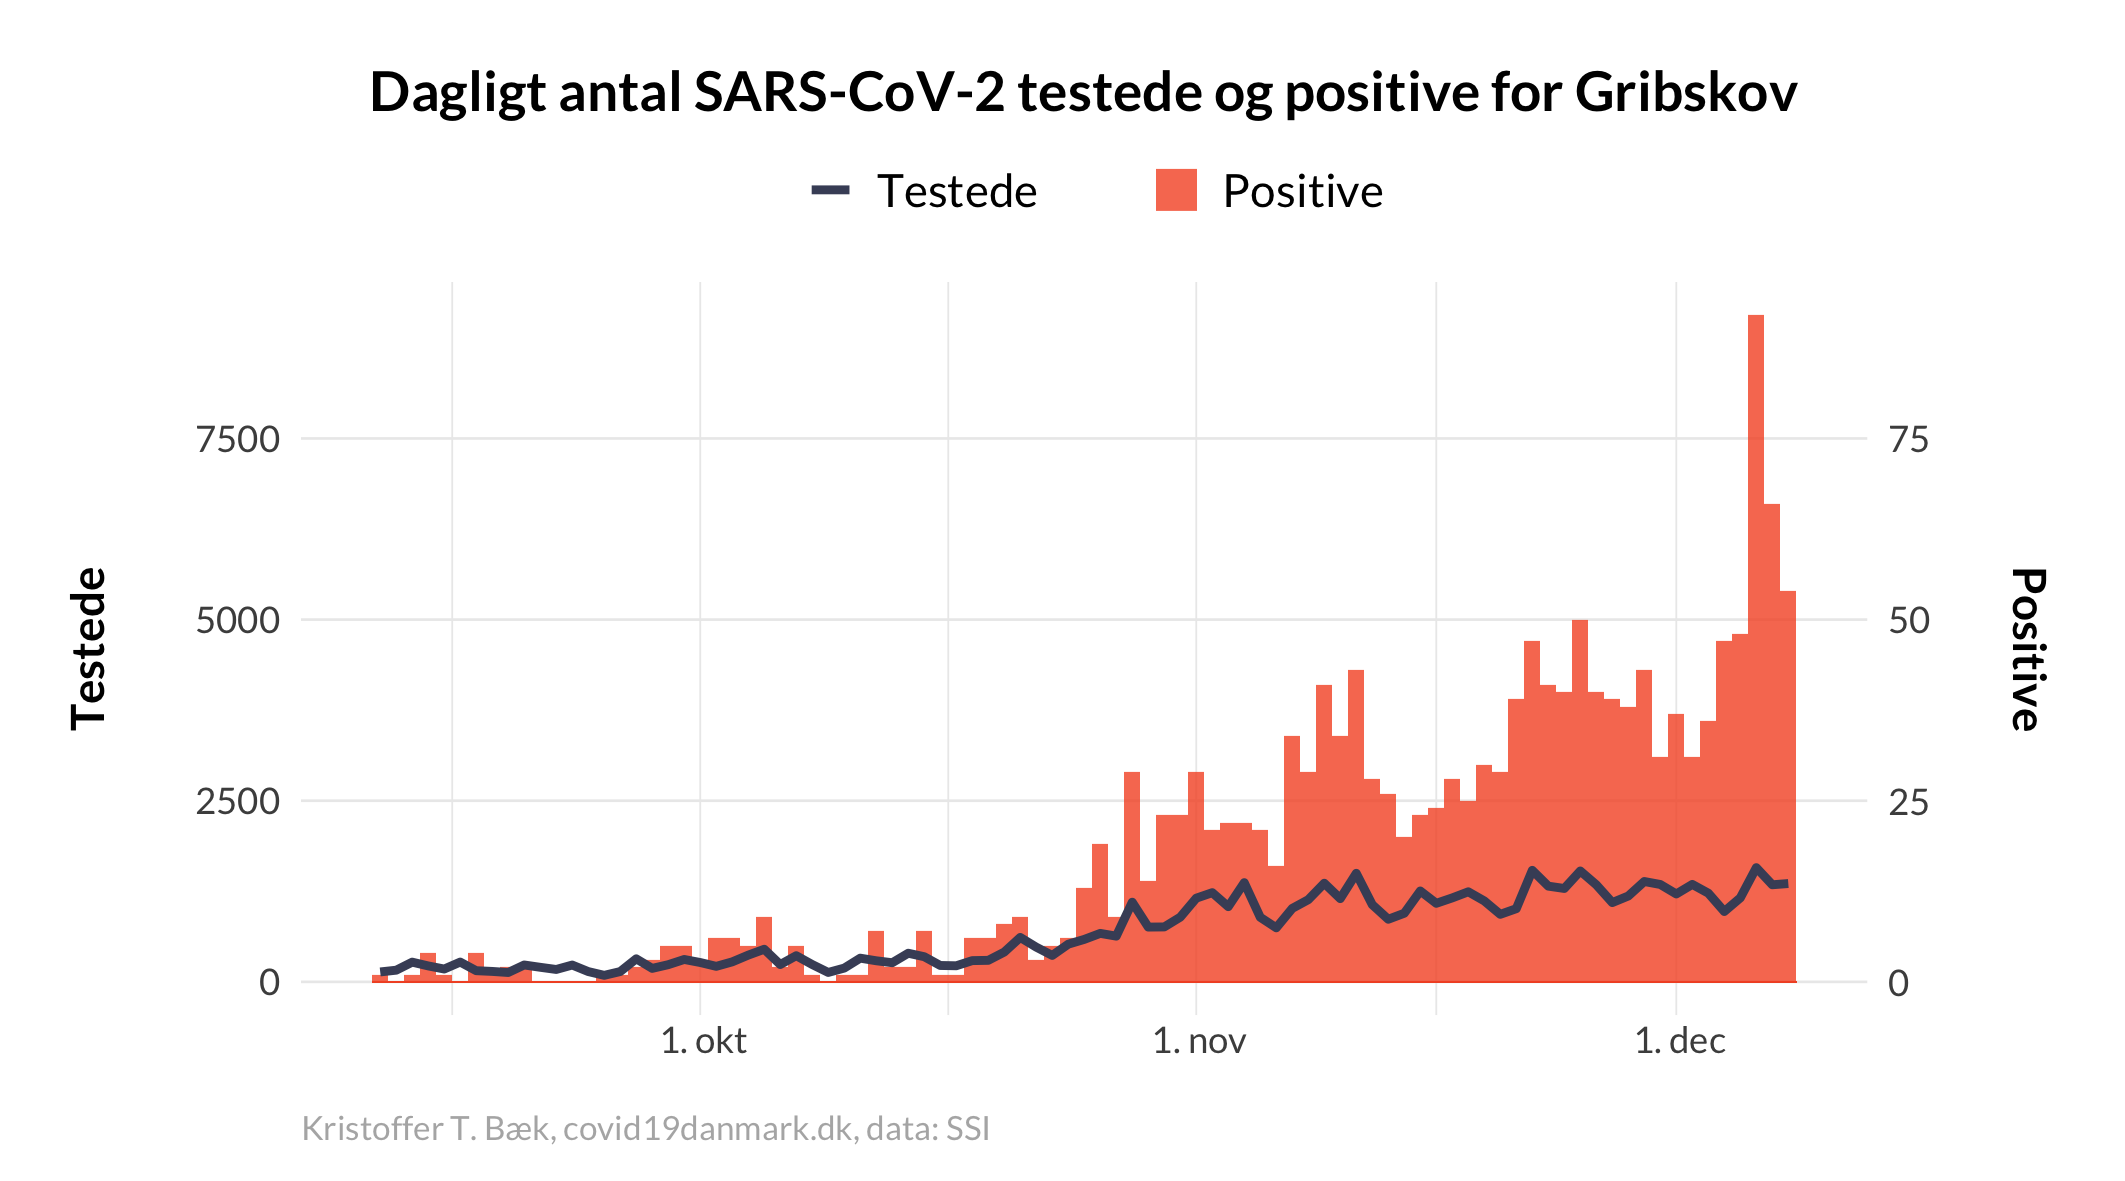 Dagligt antal SARS-CoV-2 testede og positive for Gribskov
Testede
Positive
7500
5000
2500
0
75
50
25
0
Testede
Positive
1. okt
1. nov
1. dec
Kristoffer T. Bæk, covid19danmark.dk, data: SSI